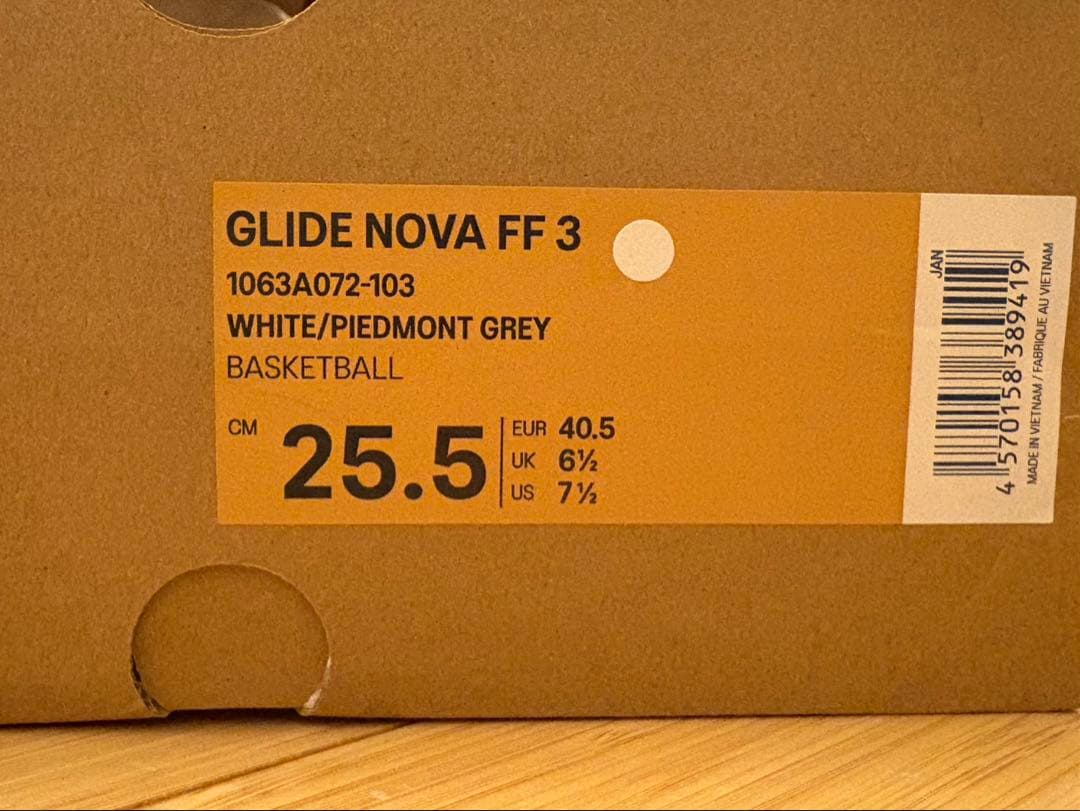 GLIDE NOVA FF 3
1063A072-103
WHITE/PIEDMONT GREY
BASKETBALL
CM 25.5
EUR 40.5
UK 6½
US 7½
JAN
4 570158 389419
MADE IN VIETNAM / FABRIQUE AU VIETNAM